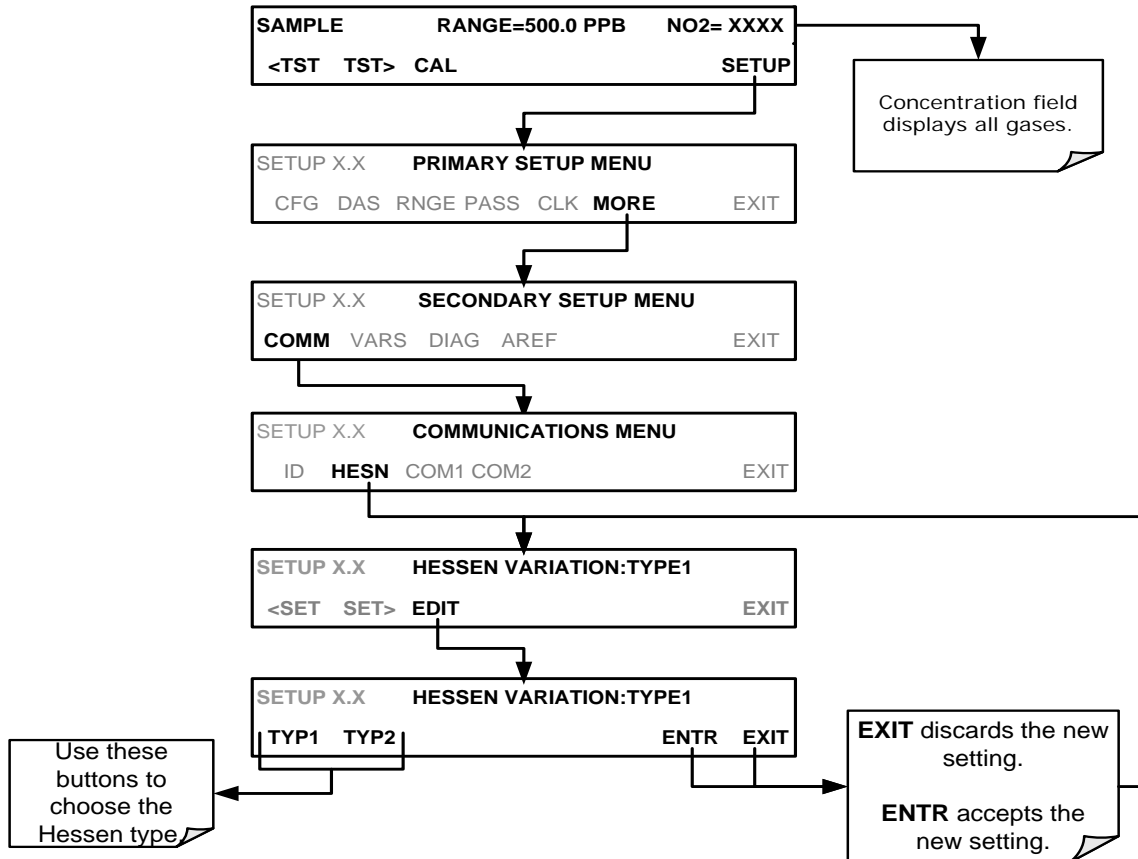 SAMPLE RANGE=500.0 PPB NO2= XXXX
<TST TST> CAL SETUP
Concentration field
displays all gases.
SETUP X.X PRIMARY SETUP MENU
CFG DAS RNGE PASS CLK MORE EXIT
SETUP X.X SECONDARY SETUP MENU
COMM VARS DIAG AREF EXIT
SETUP X.X COMMUNICATIONS MENU
ID HESN COM1 COM2 EXIT
SETUP X.X HESSEN VARIATION:TYPE1
<SET SET> EDIT EXIT
SETUP X.X HESSEN VARIATION:TYPE1
TYP1 TYP2 ENTR EXIT
Use these
buttons to
choose the
Hessen type.
EXIT discards the new
setting.
ENTR accepts the
new setting.